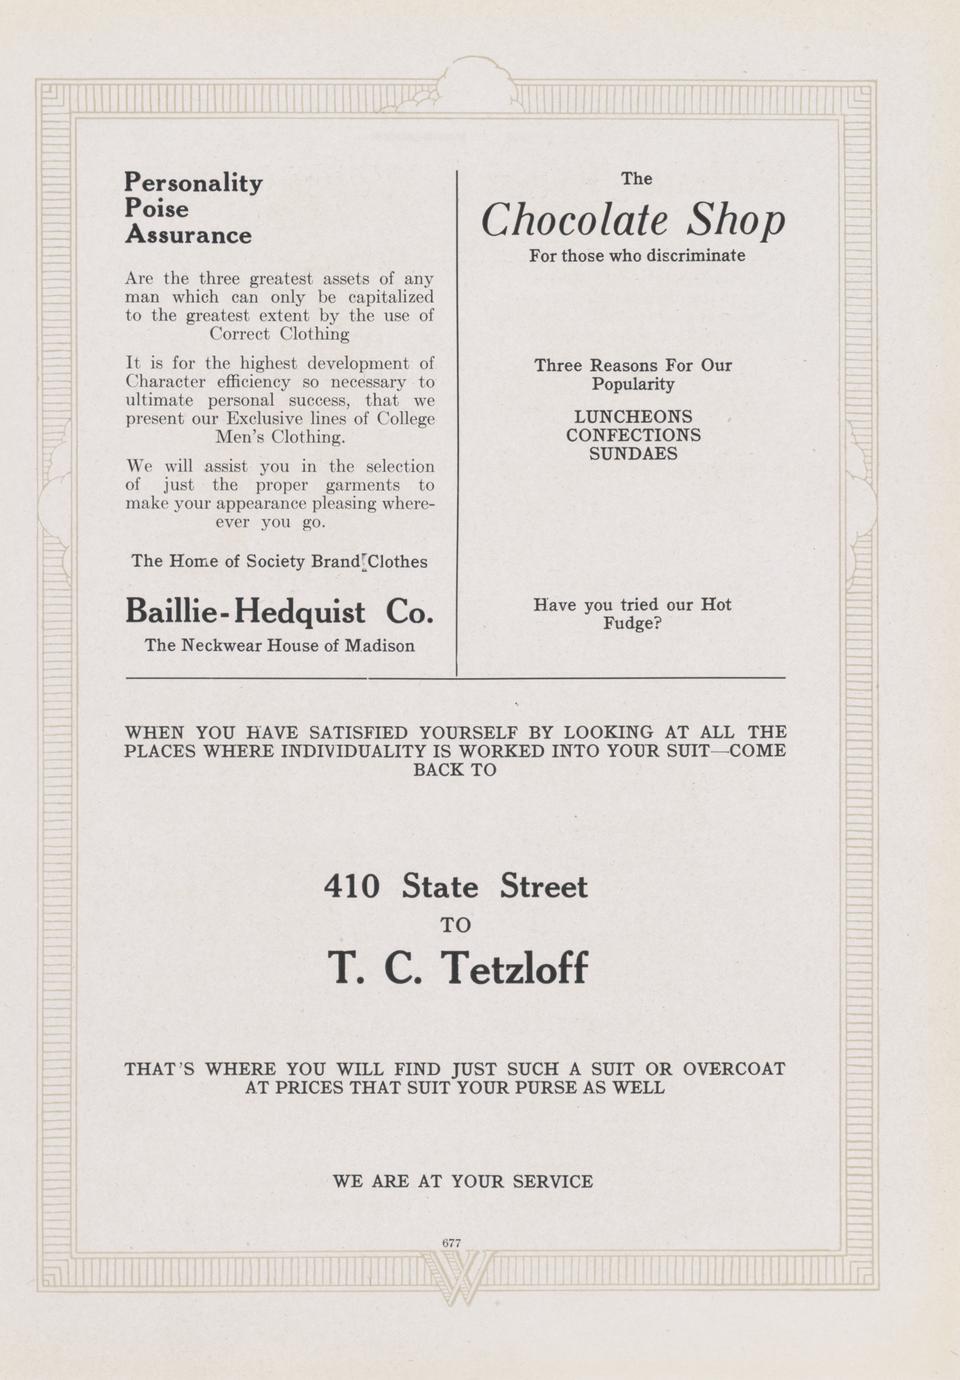 Personality
Poise
Assurance
Are the three greatest assets of any
man which can only be capitalized
to the greatest extent by the use of
Correct Clothing
It is for the highest development of
Character efficiency so necessary to
ultimate personal success, that we
present our Exclusive lines of College
Men's Clothing.
We will assist you in the selection
of just the proper garments to
make your appearance pleasing where-
ever you go.
The Home of Society Brand Clothes
Baillie-Hedquist Co.
The Neckwear House of Madison
The
Chocolate Shop
For those who discriminate
Three Reasons For Our
Popularity
LUNCHEONS
CONFECTIONS
SUNDAES
Have you tried our Hot
Fudge?
WHEN YOU HAVE SATISFIED YOURSELF BY LOOKING AT ALL THE
PLACES WHERE INDIVIDUALITY IS WORKED INTO YOUR SUIT—COME
BACK TO
410 State Street
TO
T. C. Tetzloff
THAT'S WHERE YOU WILL FIND JUST SUCH A SUIT OR OVERCOAT
AT PRICES THAT SUIT YOUR PURSE AS WELL
WE ARE AT YOUR SERVICE
677
W